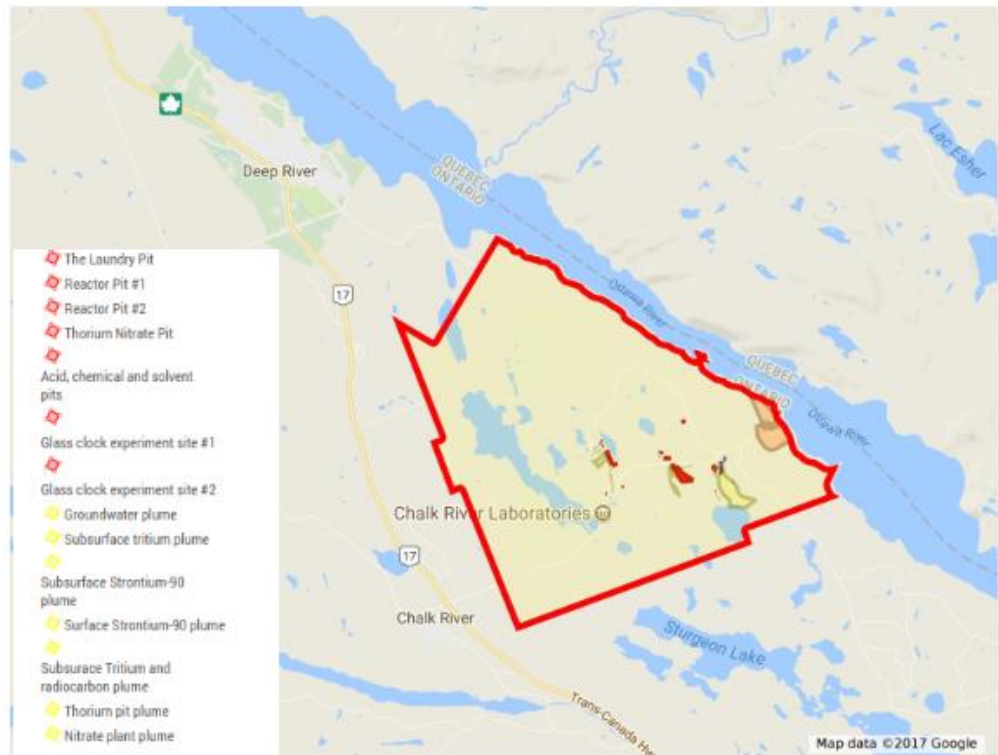 Deep River
QUEBEC
ONTARIO
Lac Esher
The Laundry Pit
Reactor Pit #1
Reactor Pit #2
Thorium Nitrate Pit
Acid, chemical and solvent
pits
Glass clock experiment site #1
Glass clock experiment site #2
Groundwater plume
Subsurface tritium plume
Subsurface Strontium-90
plume
Surface Strontium-90 plume
Subsurace Tritium and
radiocarbon plume
Thorium pit plume
Nitrate plant plume
17
Ottawa River
QUEBEC
ONTARIO
Ottawa River
Chalk River Laboratories
17
Chalk River
Sturgeon Lake
Trans-Canada Hw
Map data ©2017 Google